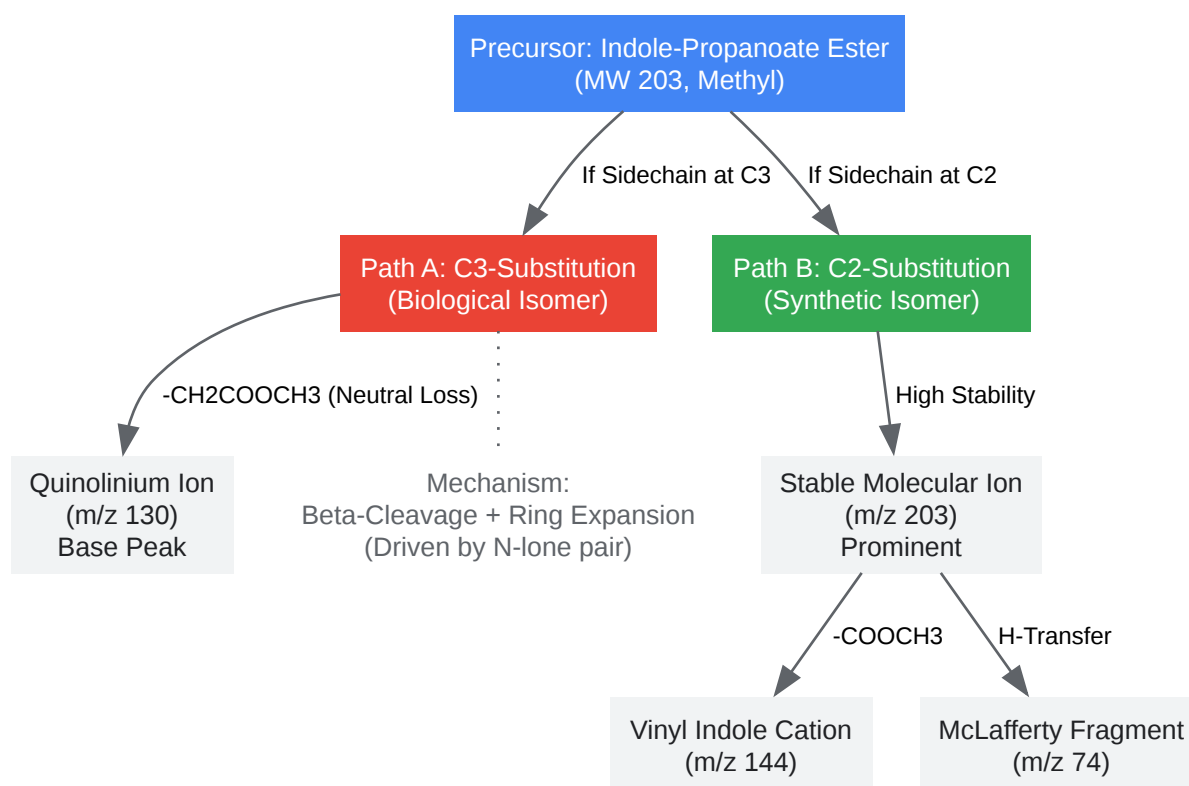 Precursor: Indole-Propanoate Ester
(MW 203, Methyl)
If Sidechain at C3
If Sidechain at C2
Path A: C3-Substitution
(Biological Isomer)
Path B: C2-Substitution
(Synthetic Isomer)
-CH2COOCH3 (Neutral Loss)
High Stability
Quinolinium Ion
(m/z 130)
Base Peak
Mechanism:
Beta-Cleavage + Ring Expansion
(Driven by N-lone pair)
Stable Molecular Ion
(m/z 203)
Prominent
-COOCH3
H-Transfer
Vinyl Indole Cation
(m/z 144)
McLafferty Fragment
(m/z 74)